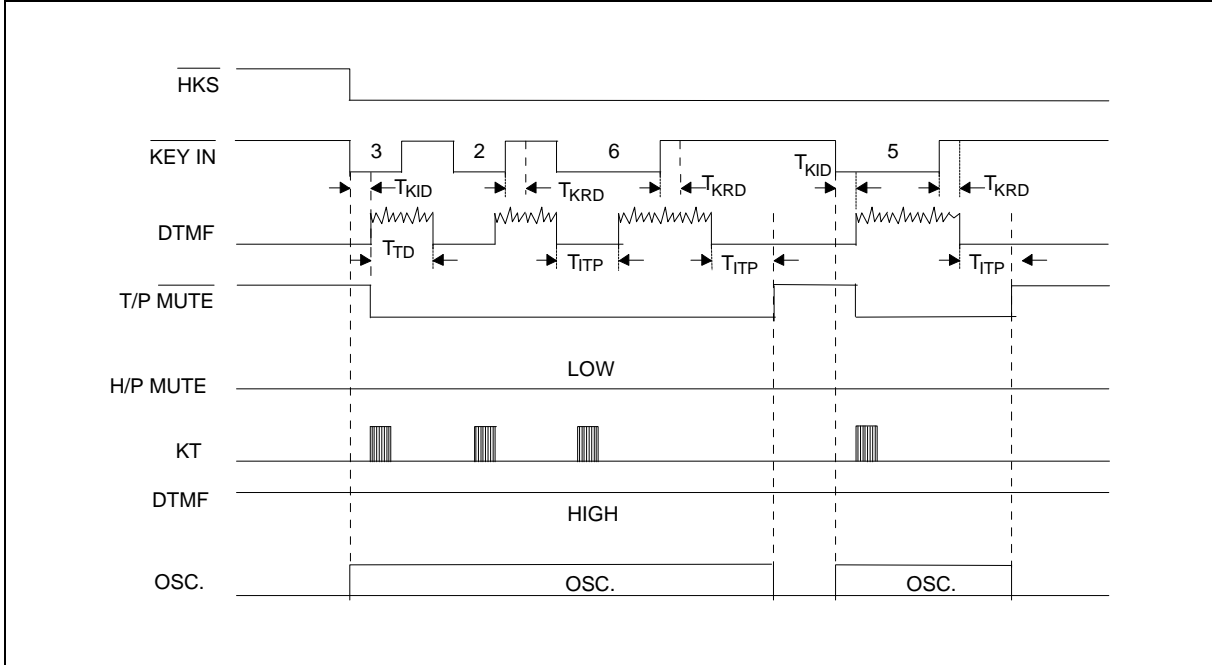 HKS
KEY IN 3 2 6 5
TKID TKRD TKRD TKID TKRD
DTMF
TTD TITP TITP TITP
T/P MUTE
LOW
H/P MUTE
KT
DTMF
HIGH
OSC. OSC. OSC.